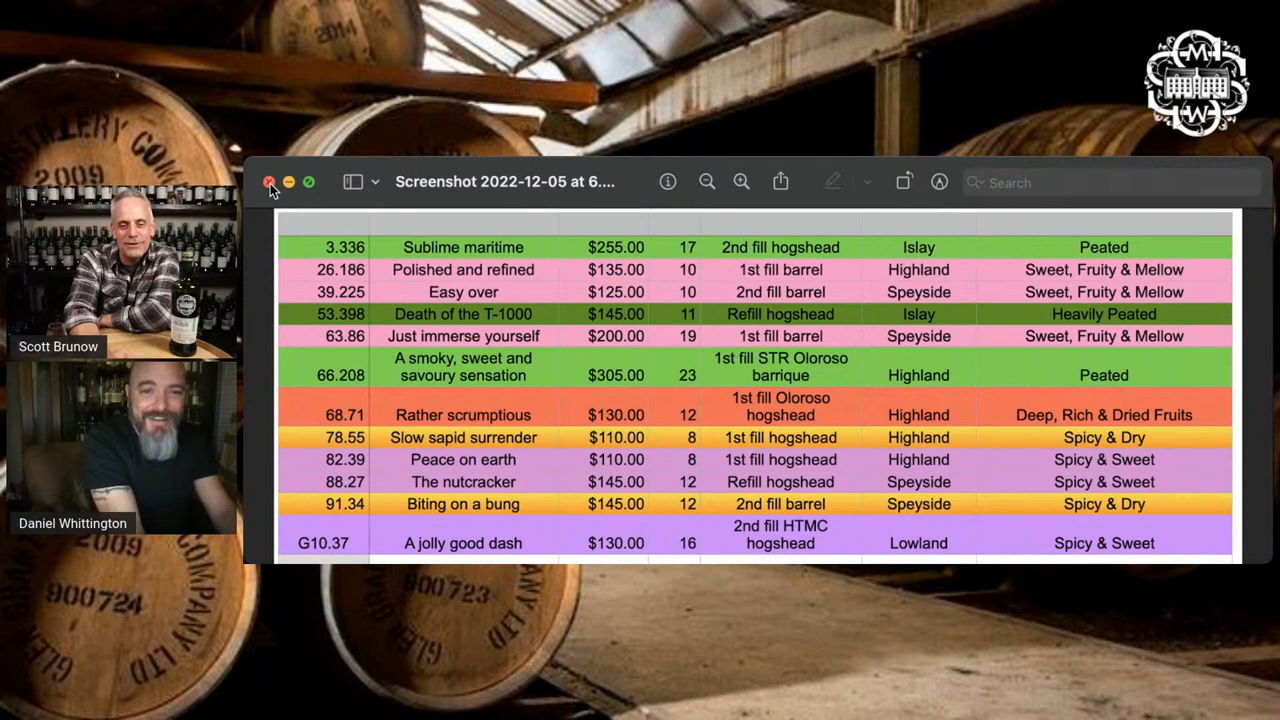 2014
STILLERY COM
2009
M
W
Screenshot 2022-12-05 at 6....
Search
3.336 Sublime maritime $255.00 17 2nd fill hogshead Islay Peated
26.186 Polished and refined $135.00 10 1st fill barrel Highland Sweet, Fruity & Mellow
39.225 Easy over $125.00 10 2nd fill barrel Speyside Sweet, Fruity & Mellow
53.398 Death of the T-1000 $145.00 11 Refill hogshead Islay Heavily Peated
63.86 Just immerse yourself $200.00 19 1st fill barrel Speyside Sweet, Fruity & Mellow
A smoky, sweet and 1st fill STR Oloroso
66.208 savoury sensation $305.00 23 barrique Highland Peated
1st fill Oloroso
68.71 Rather scrumptious $130.00 12 hogshead Highland Deep, Rich & Dried Fruits
78.55 Slow sapid surrender $110.00 8 1st fill hogshead Highland Spicy & Dry
82.39 Peace on earth $110.00 8 1st fill hogshead Highland Spicy & Sweet
88.27 The nutcracker $145.00 12 Refill hogshead Speyside Spicy & Sweet
91.34 Biting on a bung $145.00 12 2nd fill barrel Speyside Spicy & Dry
2nd fill HTMC
G10.37 A jolly good dash $130.00 16 hogshead Lowland Spicy & Sweet
Scott Brunow
Daniel Whittington
2009
900724
COMPANY LTD
900723